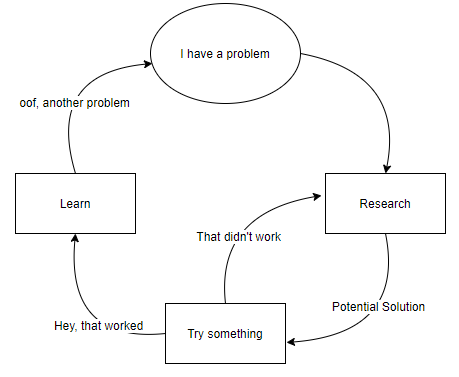 I have a problem
oof, another problem
Learn
Research
That didn't work
Potential Solution
Hey, that worked
Try something